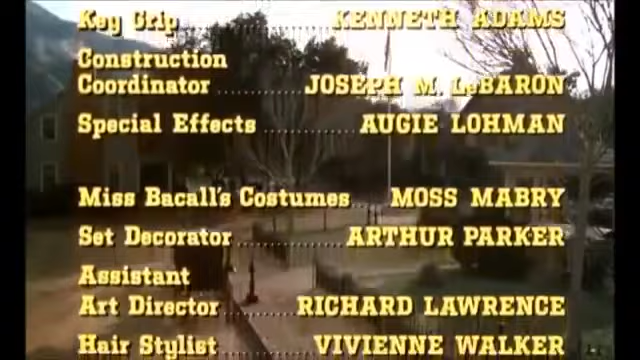 Key Grip ............ KENNETH ADAMS
Construction
Coordinator ............ JOSEPH M. LeBARON
Special Effects ............ AUGIE LOHMAN
Miss Bacall's Costumes ... MOSS MABRY
Set Decorator ............ ARTHUR PARKER
Assistant
Art Director ............ RICHARD LAWRENCE
Hair Stylist ............ VIVIENNE WALKER